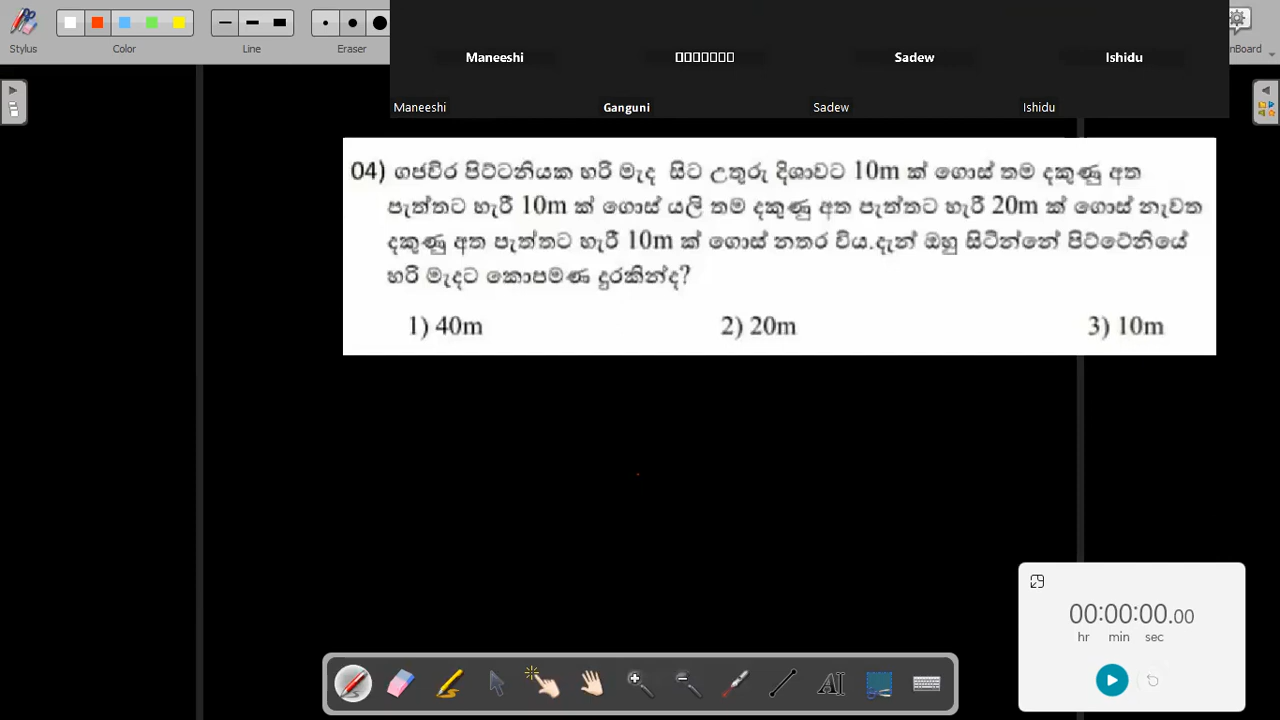 Maneeshi Sadew Ishidu
Maneeshi Ganguni Sadew Ishidu
Stylus Color Line Eraser
04) ගජවිර පිට්ටනියක හරි මැද සිට උතුරු දිශාවට 10m ක් ගොස් තම දකුණු අත
පැත්තට හැරී 10m ක් ගොස් යලි තම දකුණු අත පැත්තට හැරී 20m ක් ගොස් නැවත
දකුණු අත පැත්තට හැරී 10m ක් ගොස් නතර විය.දැන් ඔහු සිටින්නේ පිට්ටේනියේ
හරි මැදට කොපමණ දුරකින්ද?
1) 40m 2) 20m 3) 10m
00:00:00.00
hr min sec